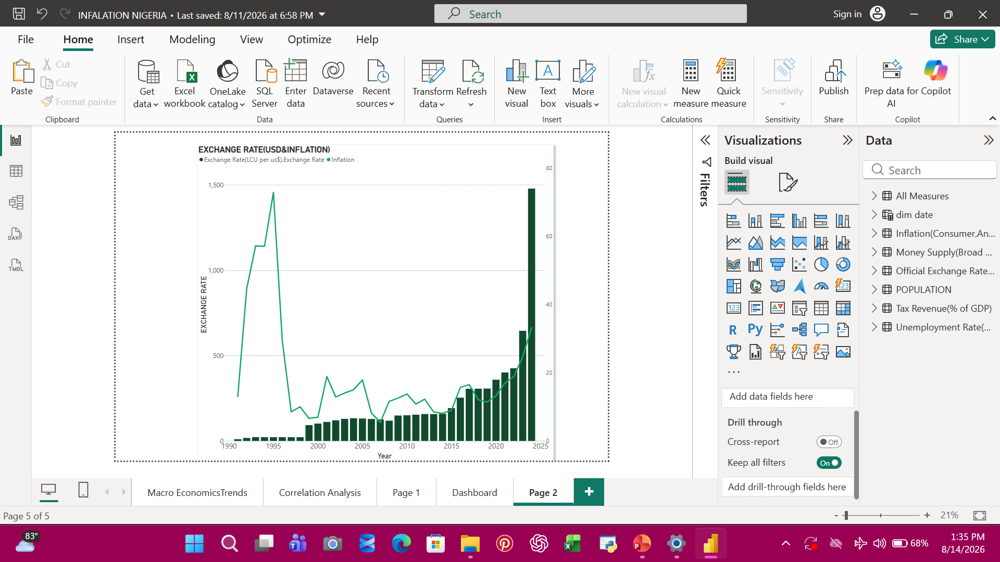 INFALATION NIGERIA • Last saved: 8/11/2026 at 6:58 PM
Search
Sign in
File Home Insert Modeling View Optimize Help
Share
Paste
Cut
Copy
Format painter
Clipboard
Get data
Excel workbook
OneLake catalog
SQL Server
Enter data
Dataverse
Recent sources
Data
Transform data
Refresh
Queries
New visual
Text box
More visuals
Insert
New visual calculation
New measure
Quick measure
Calculations
Sensitivity
Sensitivity
Publish
Share
Prep data for AI
Copilot
Copilot
DAX
TMDL
EXCHANGE RATE(USD&INFLATION)
Exchange Rate(LCU per us$).Exchange Rate Inflation
80
1,500
60
1,000
40
500
20
0
0
EXCHANGE RATE
1990 1995 2000 2005 2010 2015 2020 2025
Year
Filters
Visualizations
Build visual
123
123
R
Py
Add data fields here
Drill through
Cross-report Off
Keep all filters On
Add drill-through fields here
Data
Search
All Measures
dim date
Inflation(Consumer,An...
Money Supply(Broad ...
Official Exchange Rate...
POPULATION
Tax Revenue(% of GDP)
Unemployment Rate(...
Macro EconomicsTrends
Correlation Analysis
Page 1
Dashboard
Page 2
+
Page 5 of 5
- + 21%
83°
68%
1:35 PM
8/14/2026